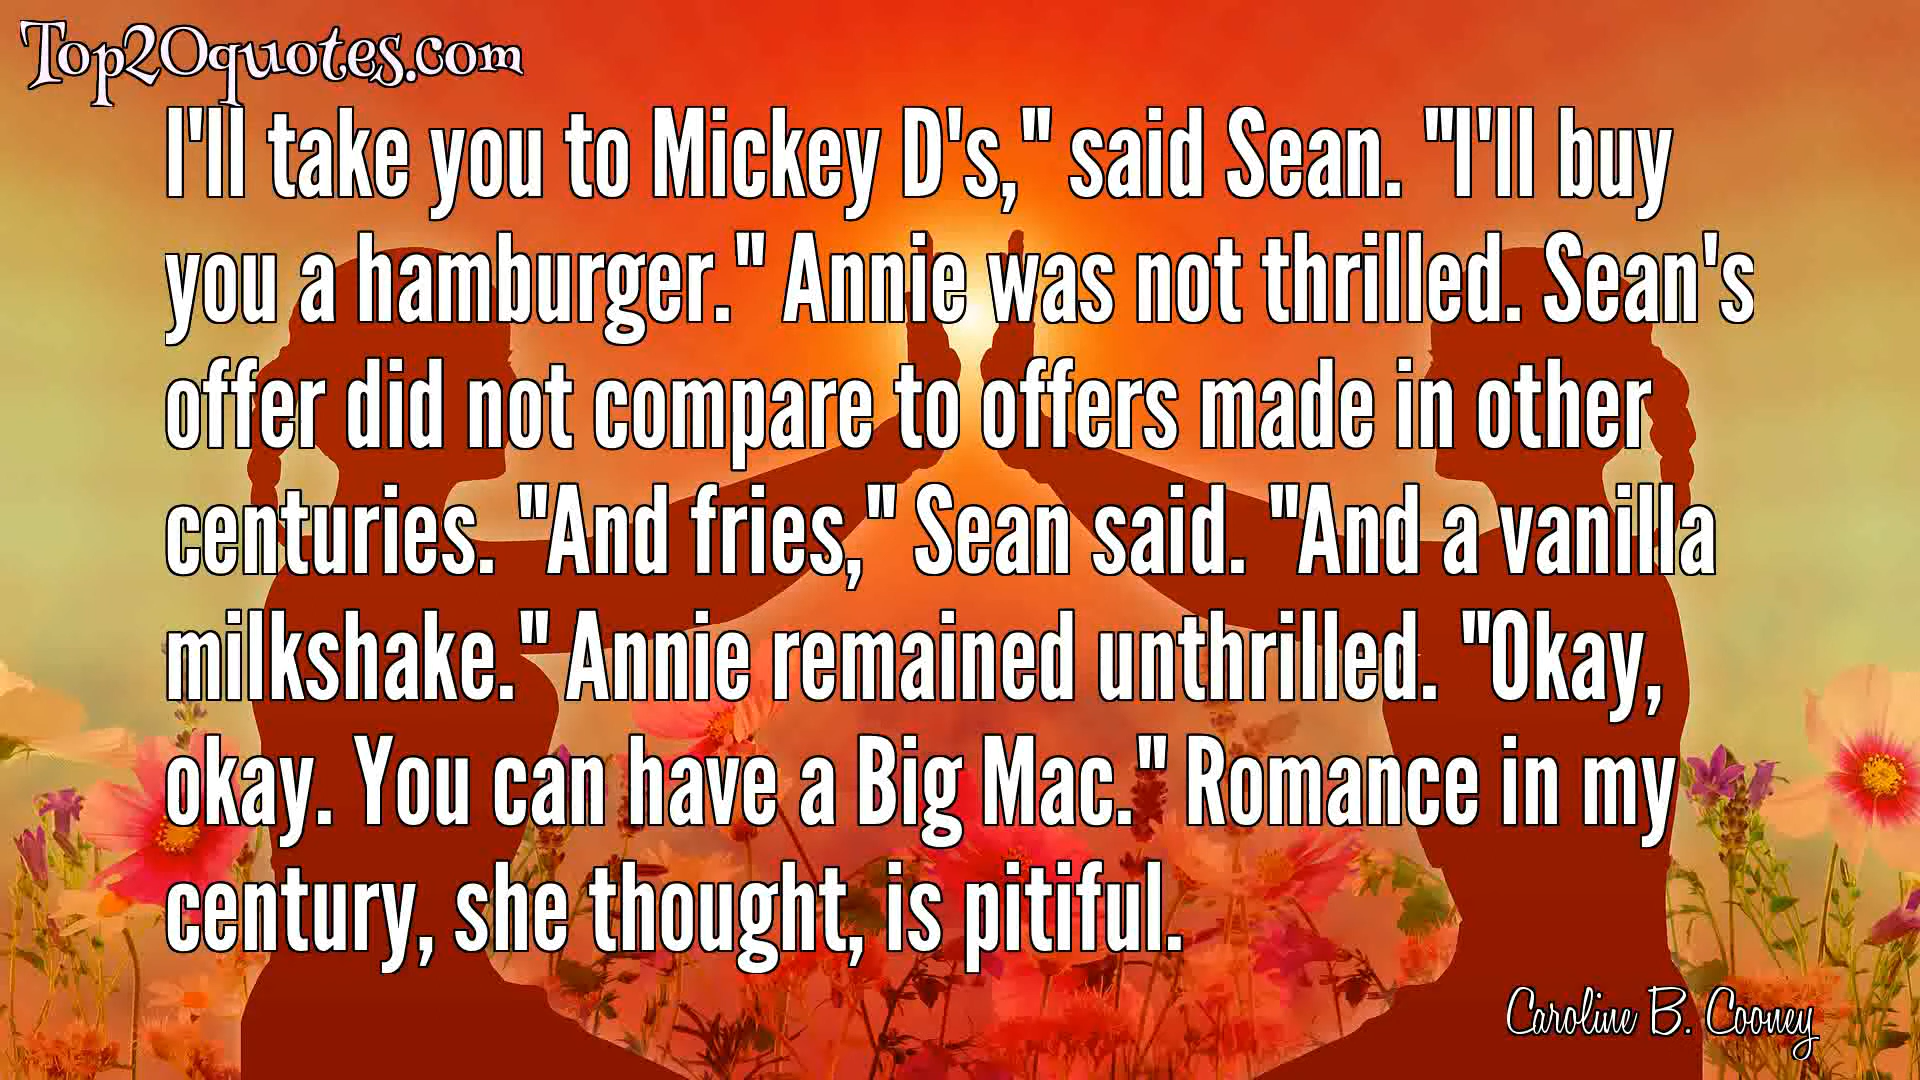 Top20quotes.com
I'll take you to Mickey D's," said Sean. "I'll buy
you a hamburger." Annie was not thrilled. Sean's
offer did not compare to offers made in other
centuries. "And fries," Sean said. "And a vanilla
milkshake." Annie remained unthrilled. "Okay,
okay. You can have a Big Mac." Romance in my
century, she thought, is pitiful.
Caroline B. Cooney